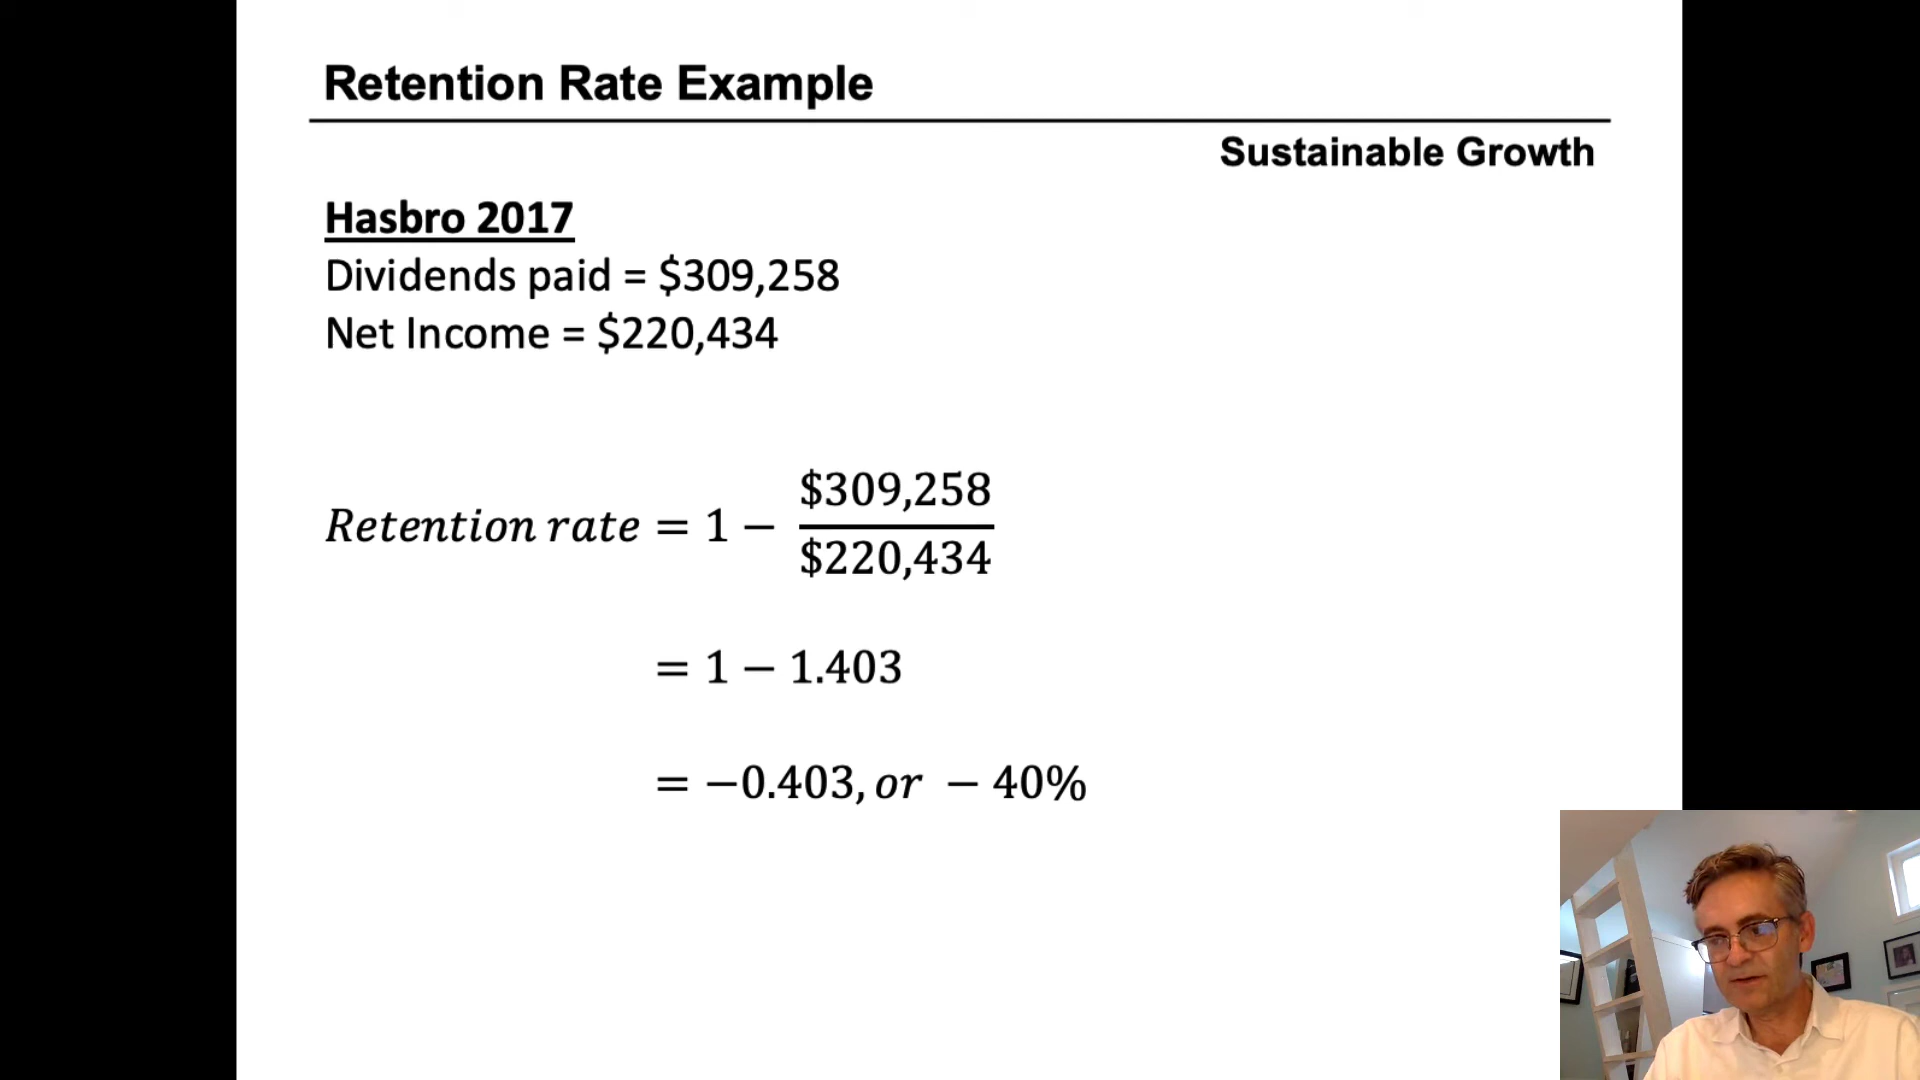 Retention Rate Example
Sustainable Growth
Hasbro 2017
Dividends paid = $309,258
Net Income = $220,434
Retention rate = 1 − $309,258 / $220,434
= 1 − 1.403
= −0.403, or − 40%